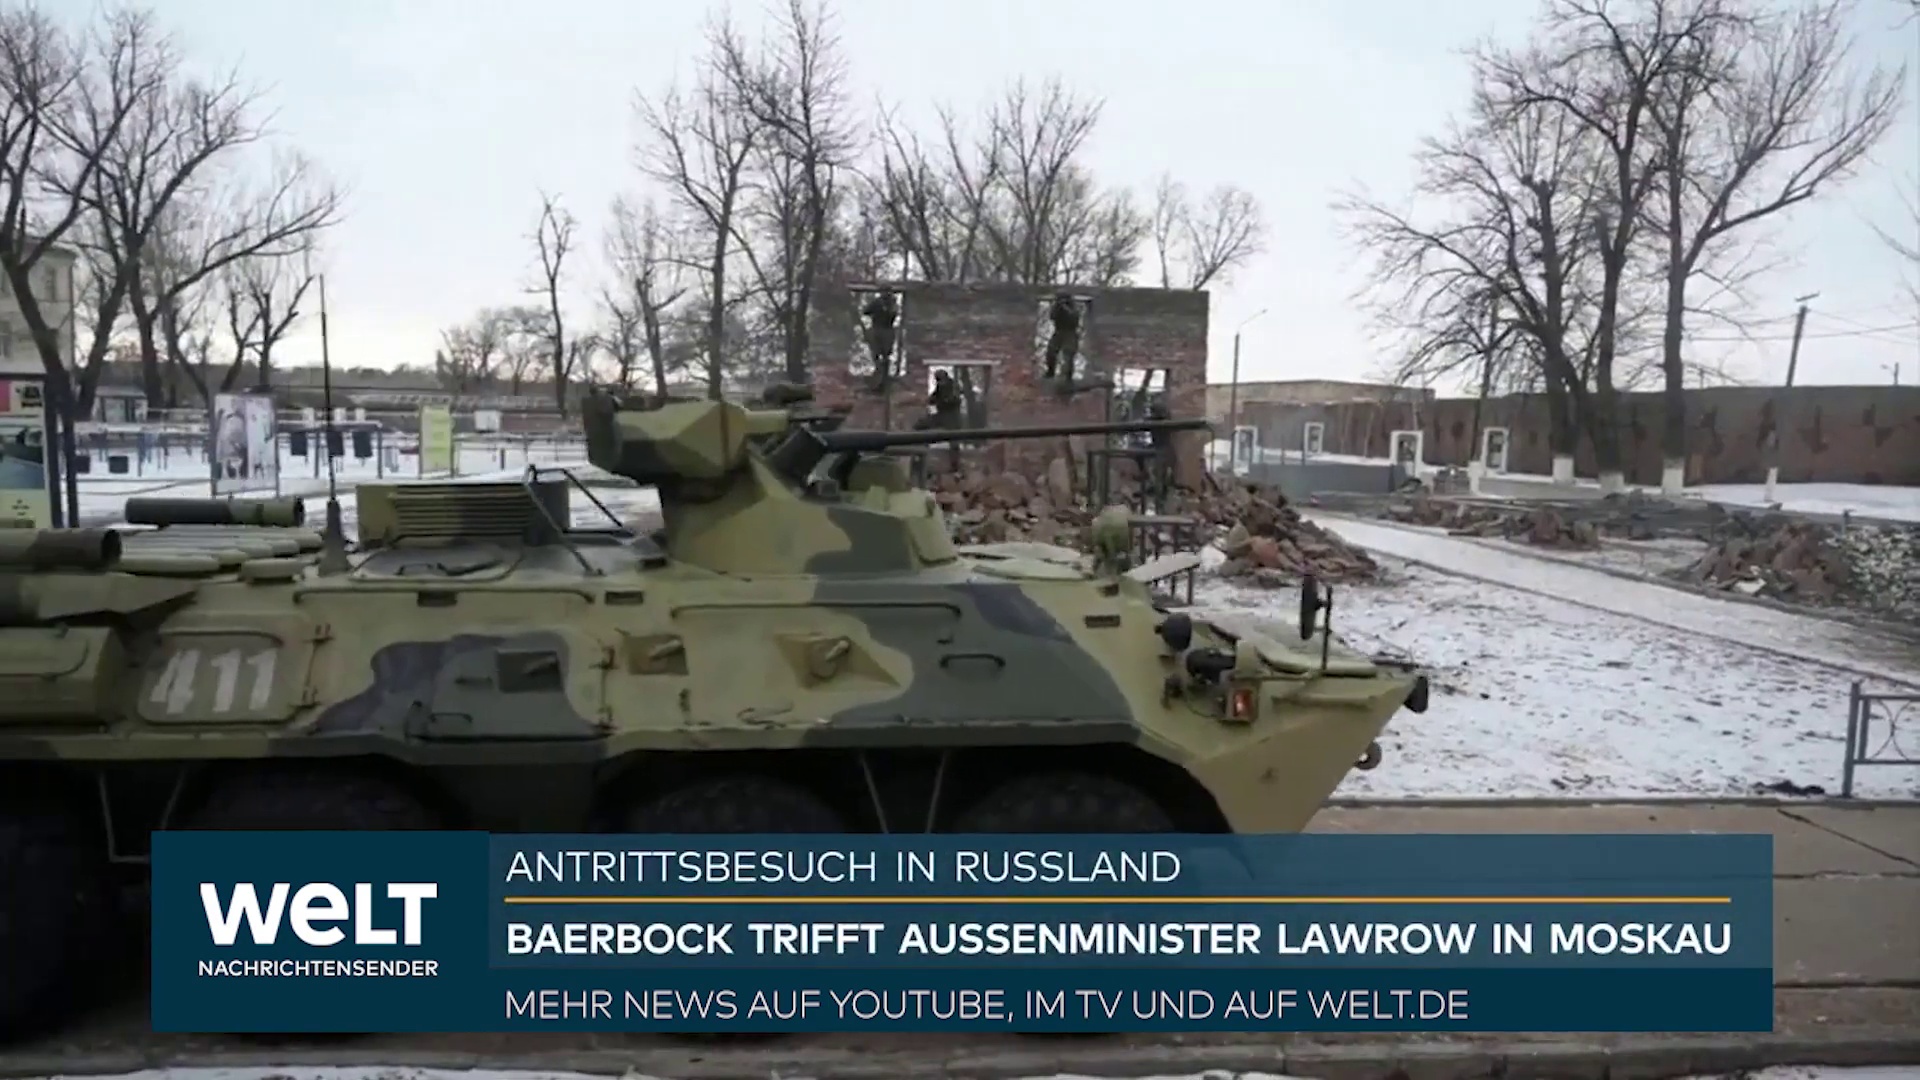 411
ANTRITTSBESUCH IN RUSSLAND
WELT
NACHRICHTENSENDER
BAERBOCK TRIFFT AUSSENMINISTER LAWROW IN MOSKAU
MEHR NEWS AUF YOUTUBE, IM TV UND AUF WELT.DE